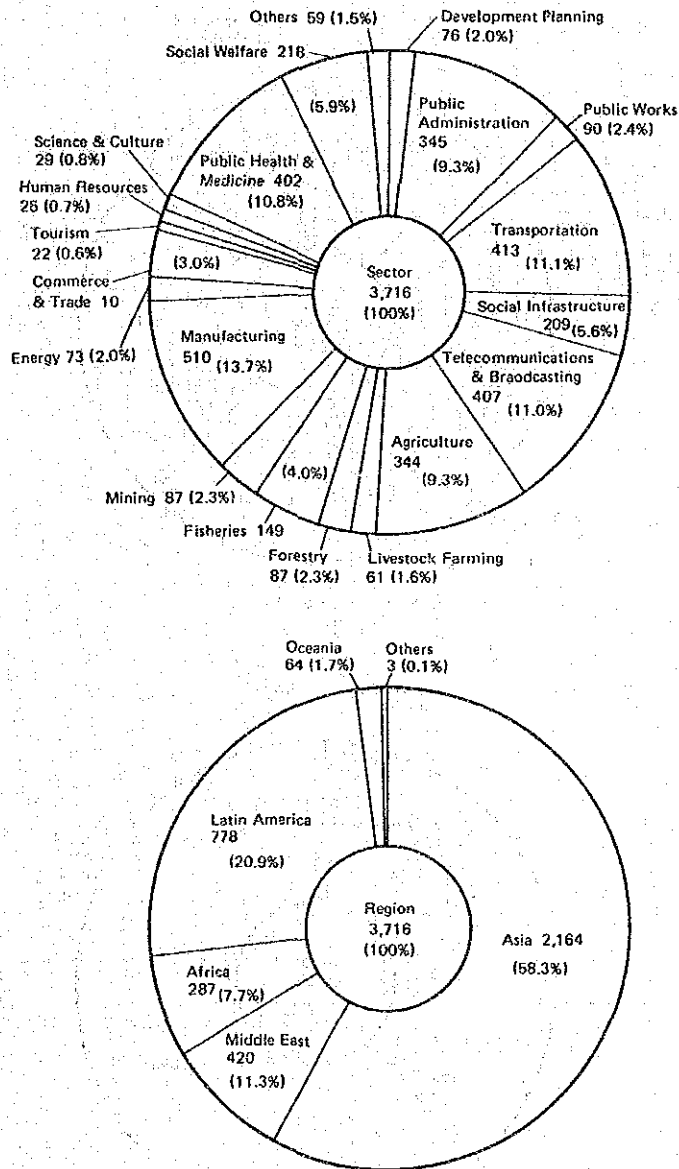 Others 59 (1.5%)
Development Planning
76 (2.0%)
Social Welfare 218
(5.9%)
Public
Administration
345
(9.3%)
Public Works
90 (2.4%)
Science & Culture
29 (0.8%)
Public Health &
Medicine 402
(10.8%)
Human Resources
(0.7%)
Transportation
413
(11.1%)
Tourism
22 (0.6%)
(3.0%)
Sector
3,716
(100%)
Commerce
& Trade 10
Social Infrastructure
209 (5.6%)
Energy 73 (2.0%)
Manufacturing
510
(13.7%)
Telecommunications
& Braodcasting
407
(11.0%)
Agriculture
344
(9.3%)
(4.0%)
Mining 87 (2.3%)
Fisheries 149
Forestry
87 (2.3%)
Livestock Farming
61 (1.6%)
Oceania
64 (1.7%)
Others
3 (0.1%)
Latin America
778
(20.9%)
Region
3,716
(100%)
Asia 2,164
(58.3%)
Africa
287 (7.7%)
Middle East
420
(11.3%)